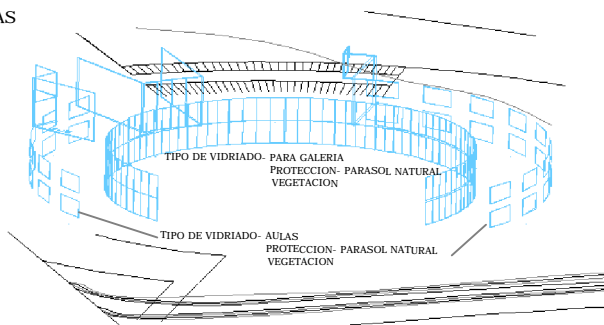 AS
TIPO DE VIDRIADO- PARA GALERIA
PROTECCION- PARASOL NATURAL
VEGETACION
TIPO DE VIDRIADO- AULAS
PROTECCION- PARASOL NATURAL
VEGETACION